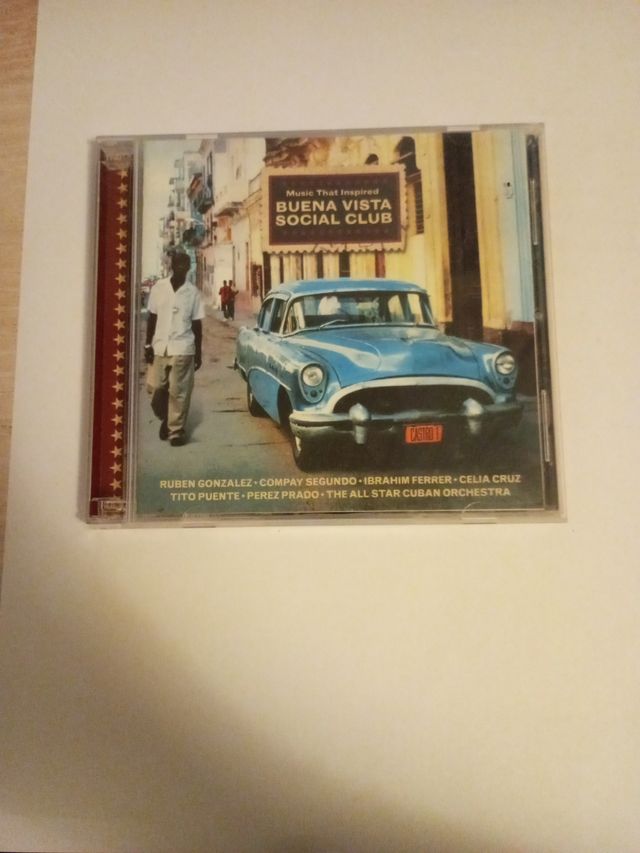 Music That Inspired
BUENA VISTA
SOCIAL CLUB
CASTRO 1
RUBEN GONZALEZ • COMPAY SEGUNDO • IBRAHIM FERRER • CELIA CRUZ
TITO PUENTE • PEREZ PRADO • THE ALL STAR CUBAN ORCHESTRA